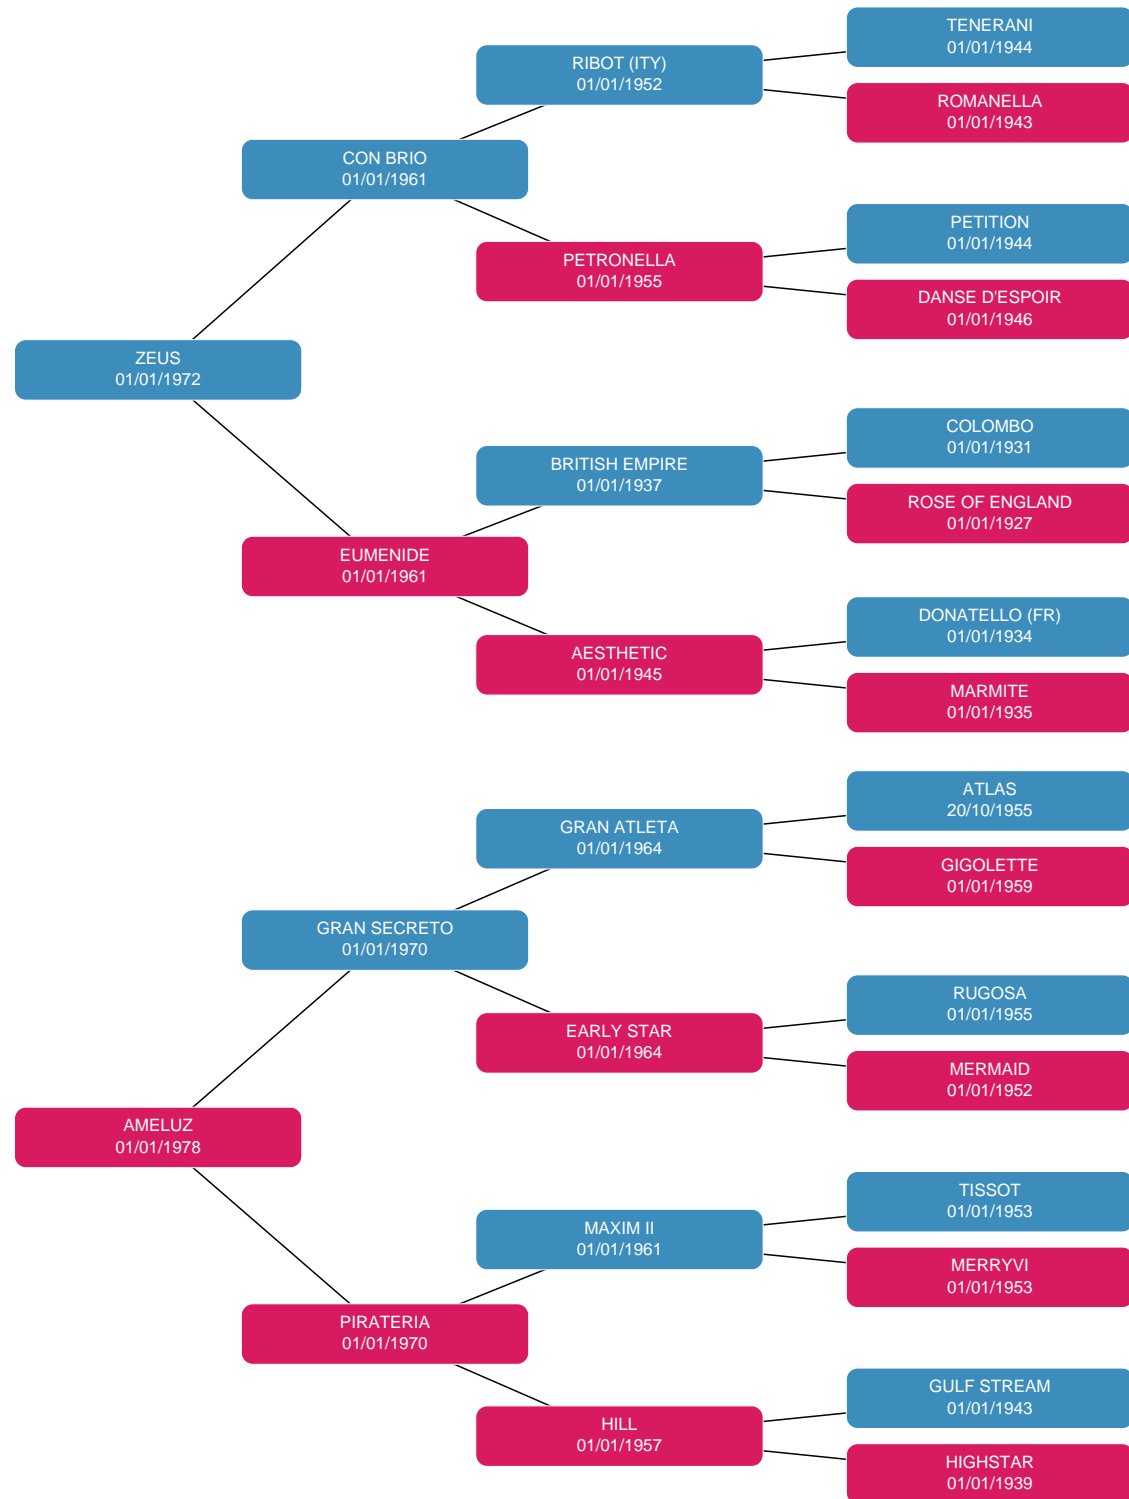 TENERANI
01/01/1944
RIBOT (ITY)
01/01/1952
ROMANELLA
01/01/1943
CON BRIO
01/01/1961
PETITION
01/01/1944
PETRONELLA
01/01/1955
DANSE D'ESPOIR
01/01/1946
ZEUS
01/01/1972
COLOMBO
01/01/1931
BRITISH EMPIRE
01/01/1937
ROSE OF ENGLAND
01/01/1927
EUMENIDE
01/01/1961
DONATELLO (FR)
01/01/1934
AESTHETIC
01/01/1945
MARMITE
01/01/1935
ATLAS
20/10/1955
GRAN ATLETA
01/01/1964
GIGOLETTE
01/01/1959
GRAN SECRETO
01/01/1970
RUGOSA
01/01/1955
EARLY STAR
01/01/1964
MERMAID
01/01/1952
AMELUZ
01/01/1978
TISSOT
01/01/1953
MAXIM II
01/01/1961
MERRYVI
01/01/1953
PIRATERIA
01/01/1970
GULF STREAM
01/01/1943
HILL
01/01/1957
HIGHSTAR
01/01/1939